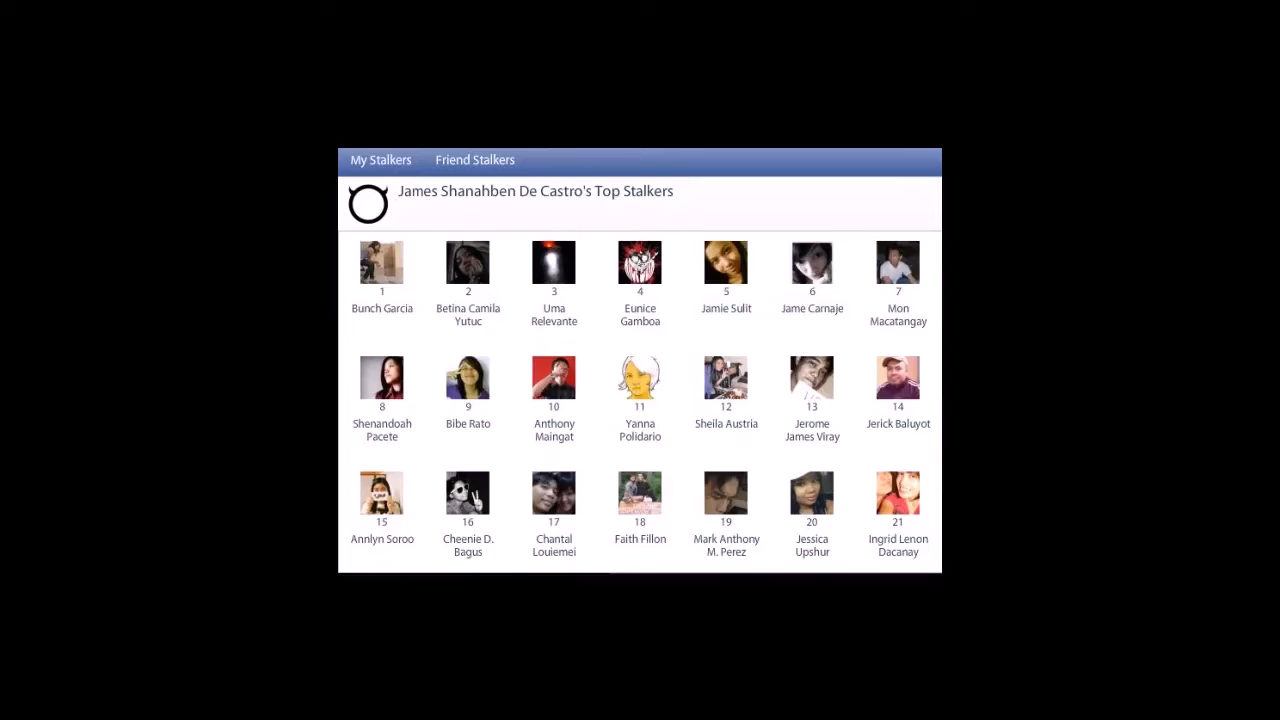 My Stalkers Friend Stalkers
James Shanahben De Castro's Top Stalkers
1 2 3 4 5 6 7
Bunch Garcia Betina Camila Uma Eunice Jamie Sulit Jame Carnaje Mon
Yutuc Relevante Gamboa Macatangay
8 9 10 11 12 13 14
Shenandoah Bibe Rato Anthony Yanna Sheila Austria Jerome Jerick Baluyot
Pacete Maingat Polidario James Viray
15 16 17 18 19 20 21
Annlyn Soroo Cheenie D. Chantal Faith Fillon Mark Anthony Jessica Ingrid Lenon
Bagus Louiemei M. Perez Upshur Dacanay